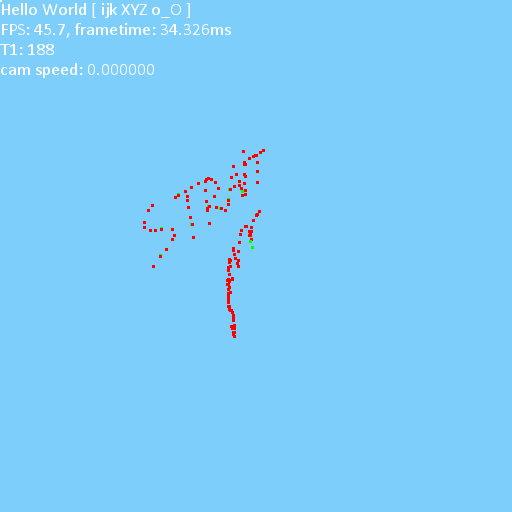 Hello World [ ijk XYZ o_O ]
FPS: 45.7, frametime: 34.326ms
T1: 188
cam speed: 0.000000